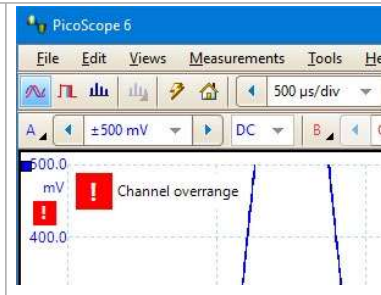 PicoScope 6
File Edit Views Measurements Tools He
500 µs/div
A ±500 mV DC B
500.0
mV
! Channel overrange
!
400.0